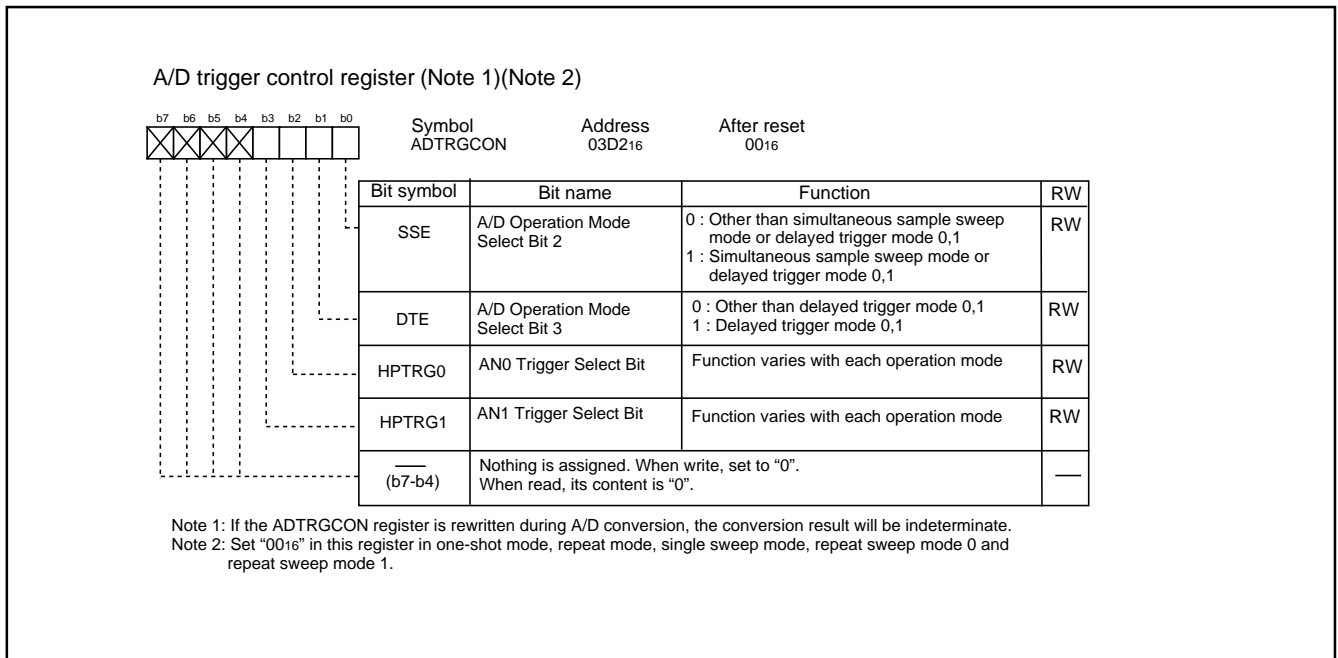 A/D trigger control register (Note 1)(Note 2)
b7 b6 b5 b4 b3 b2 b1 b0
Symbol Address After reset
ADTRGCON 03D216 0016
Bit symbol Bit name Function RW
SSE
A/D Operation Mode
Select Bit 2
0 : Other than simultaneous sample sweep
mode or delayed trigger mode 0,1
1 : Simultaneous sample sweep mode or
delayed trigger mode 0,1
RW
DTE
A/D Operation Mode
Select Bit 3
0 : Other than delayed trigger mode 0,1
1 : Delayed trigger mode 0,1
RW
HPTRG0
AN0 Trigger Select Bit
Function varies with each operation mode
RW
HPTRG1
AN1 Trigger Select Bit
Function varies with each operation mode
RW
(b7-b4)
Nothing is assigned. When write, set to “0”.
When read, its content is “0”.
Note 1: If the ADTRGCON register is rewritten during A/D conversion, the conversion result will be indeterminate.
Note 2: Set “0016” in this register in one-shot mode, repeat mode, single sweep mode, repeat sweep mode 0 and
repeat sweep mode 1.